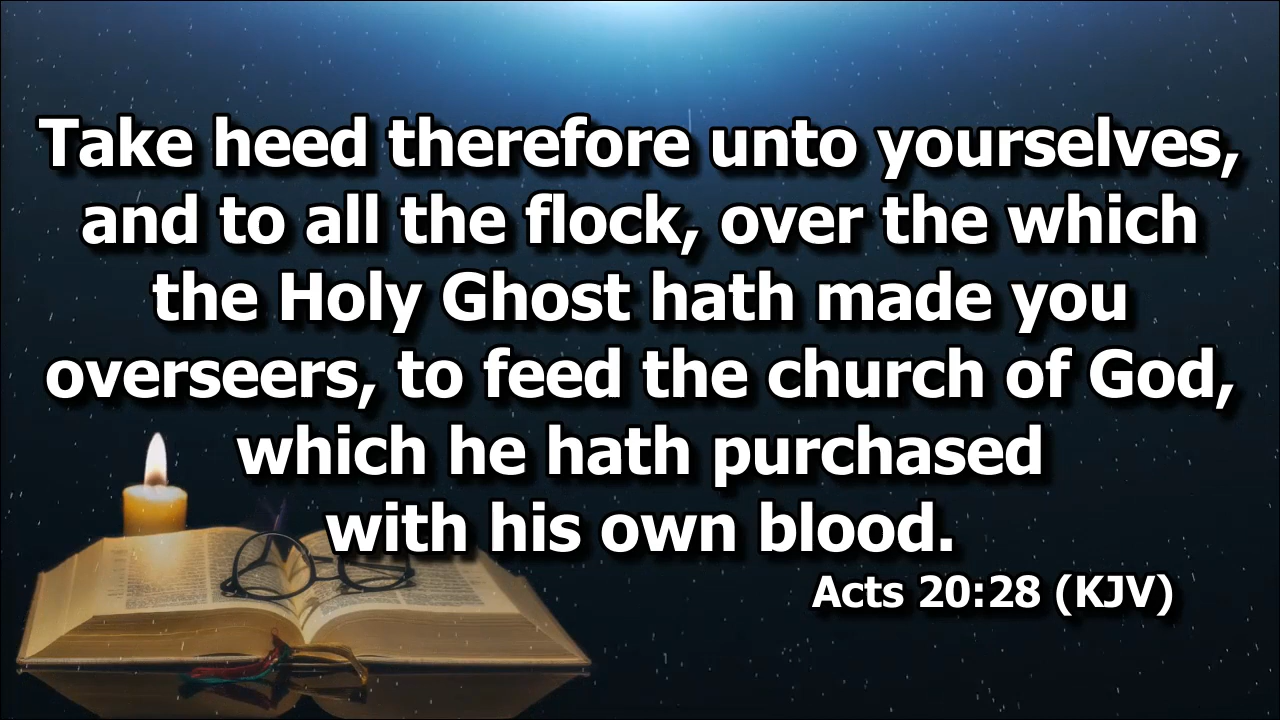 Take heed therefore unto yourselves,
and to all the flock, over the which
the Holy Ghost hath made you
overseers, to feed the church of God,
which he hath purchased
with his own blood.
Acts 20:28 (KJV)